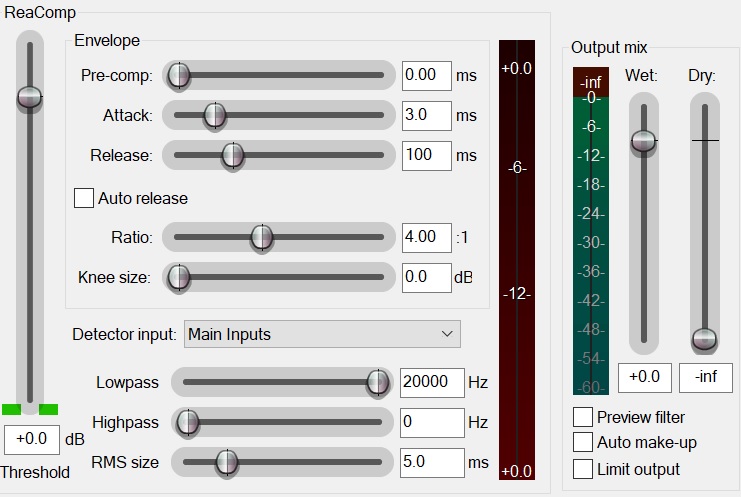 ReaComp
Envelope
Pre-comp: 0.00 ms
Attack: 3.0 ms
Release: 100 ms
Auto release
Ratio: 4.00 :1
Knee size: 0.0 dB
Detector input: Main Inputs
Lowpass 20000 Hz
Highpass 0 Hz
RMS size 5.0 ms
+0.0 dB
Threshold
+0.0
-6-
-12-
+0.0
Output mix
Wet: Dry:
-inf
-0-
-6-
-12-
-18-
-24-
-30-
-36-
-42-
-48-
-54-
-60-
+0.0 -inf
Preview filter
Auto make-up
Limit output